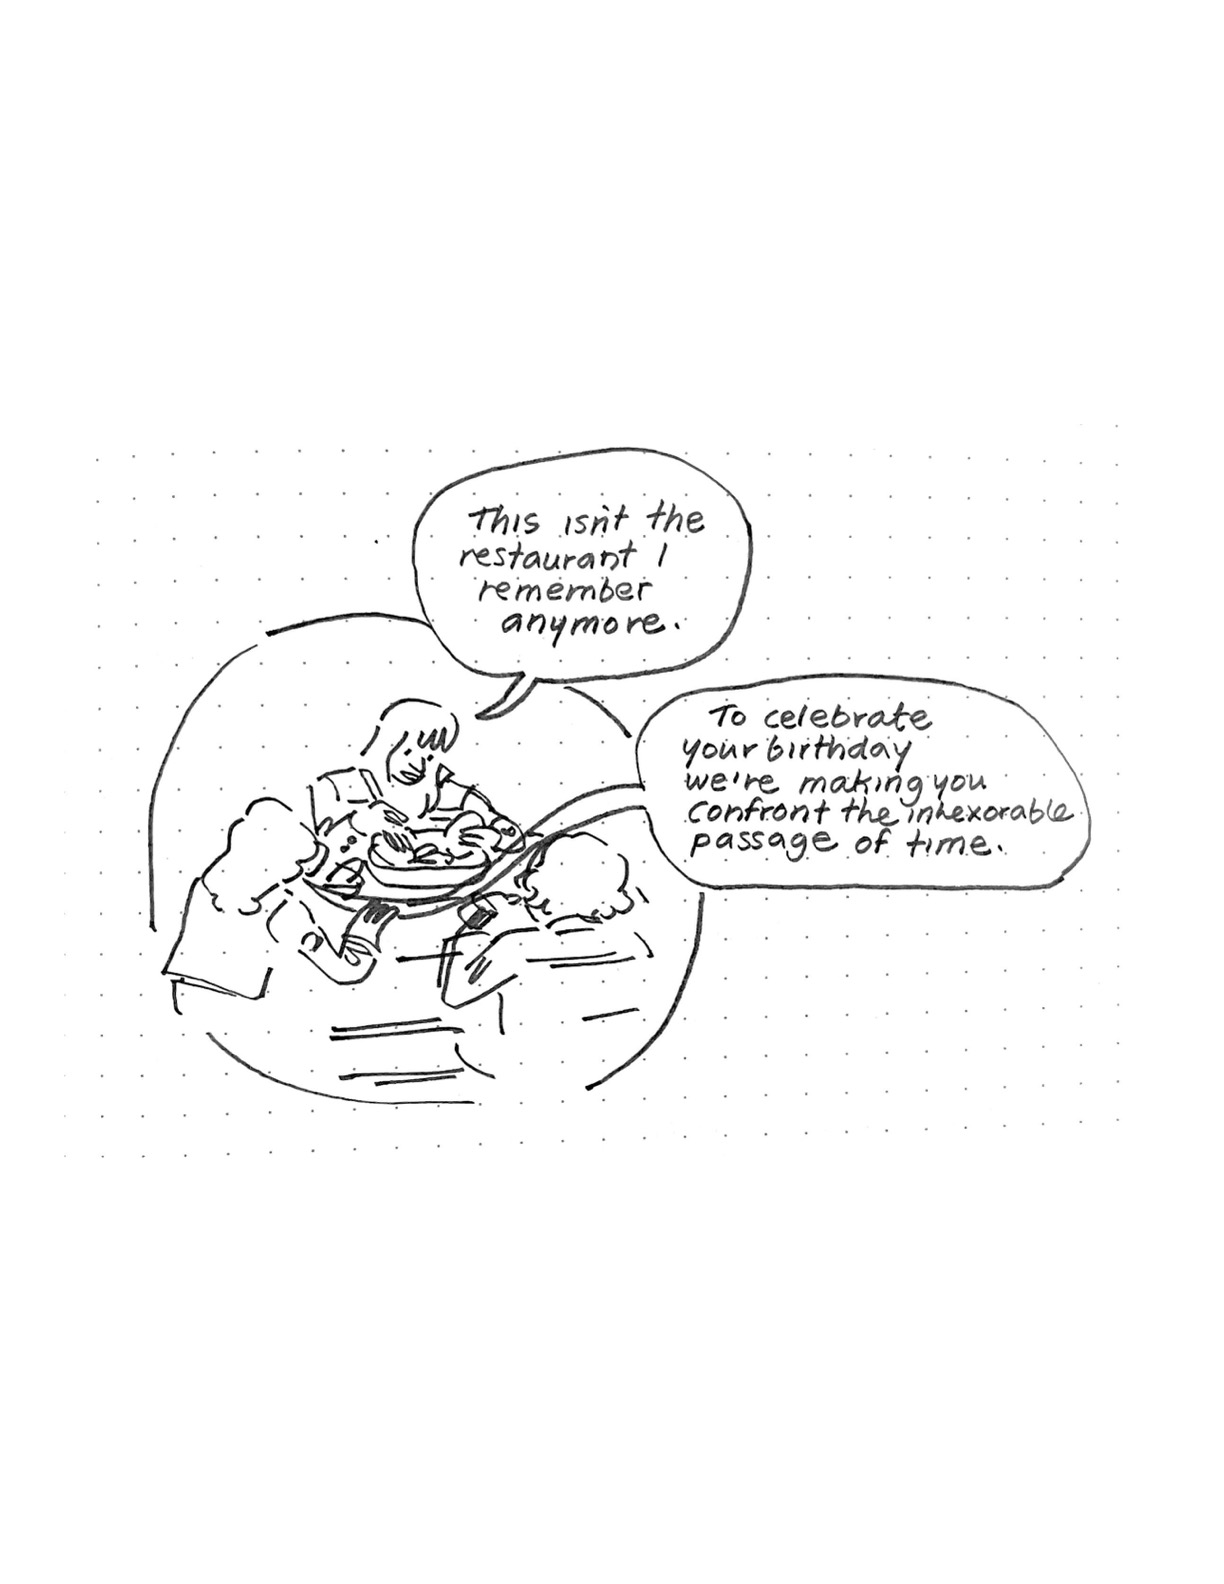 This isn't the
restaurant I
remember
anymore.
To celebrate
your birthday
we're making you
confront the inexorable
passage of time.